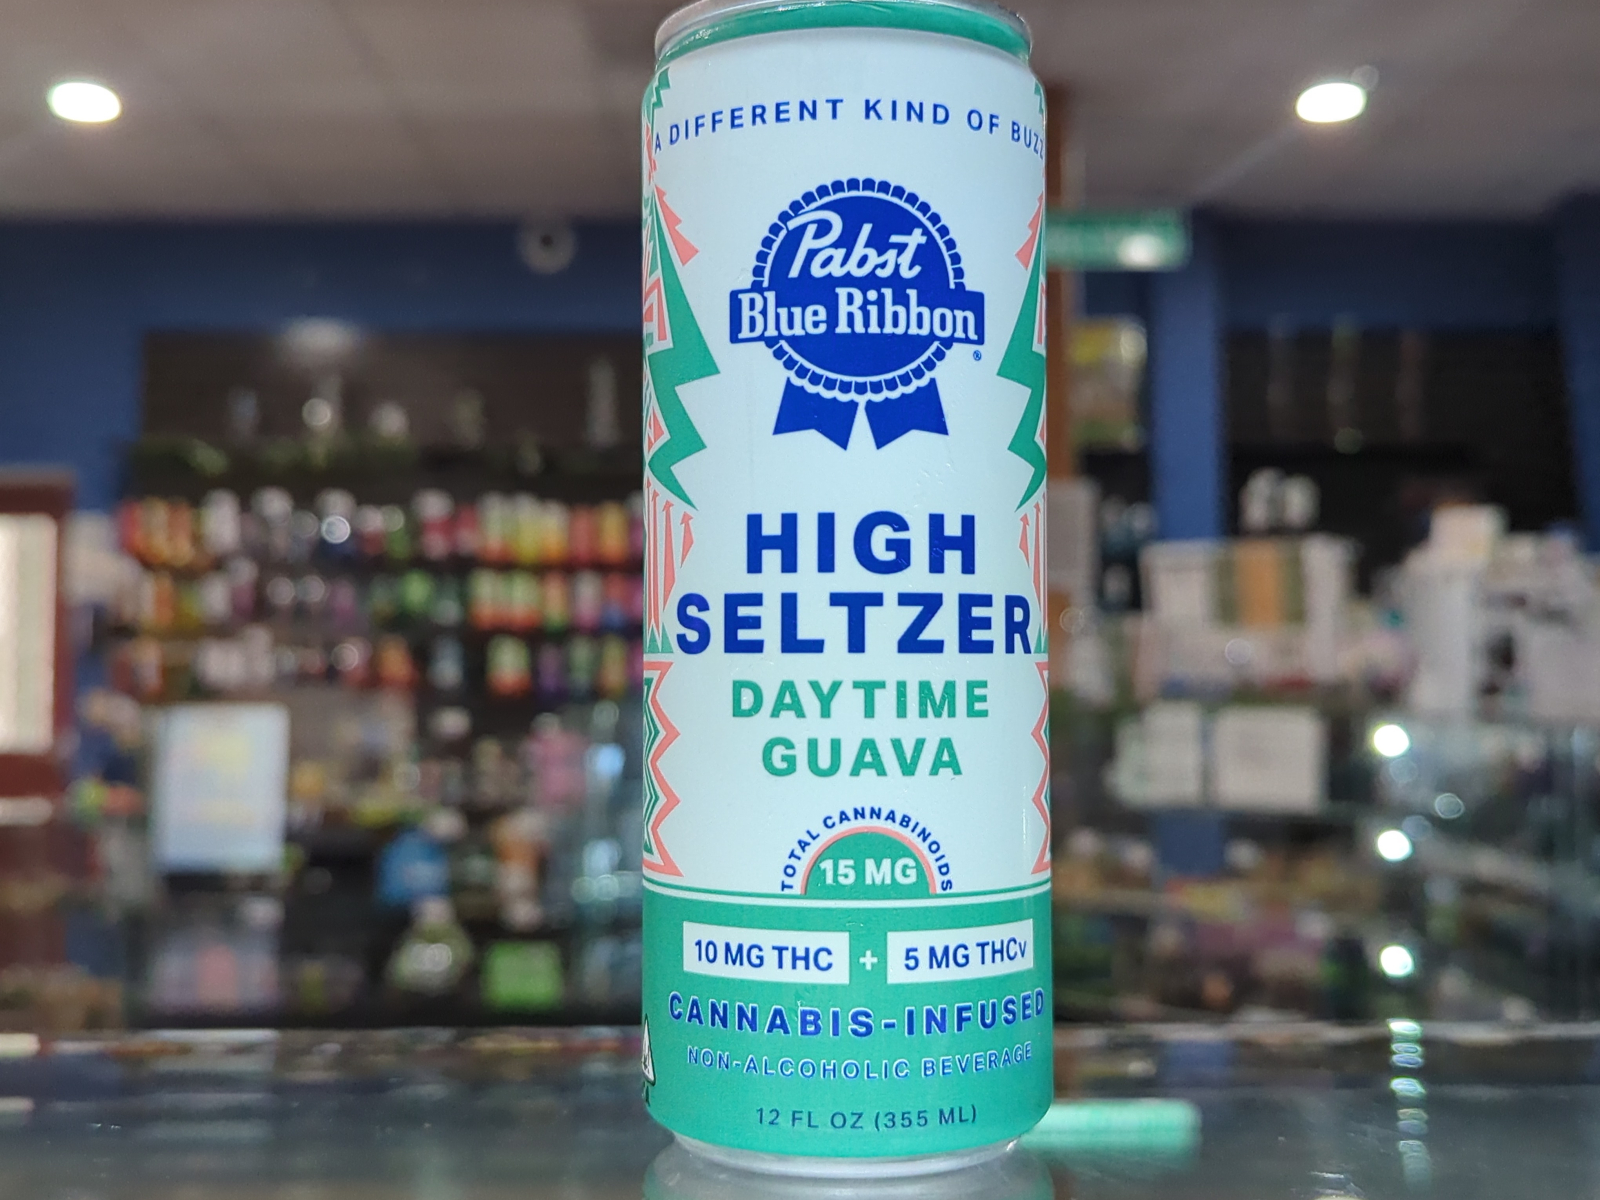 A DIFFERENT KIND OF BUZZ
Pabst
Blue Ribbon
®
HIGH
SELTZER
DAYTIME
GUAVA
TOTAL CANNABINOIDS
15 MG
10 MG THC + 5 MG THCv
CANNABIS-INFUSED
NON-ALCOHOLIC BEVERAGE
12 FL OZ (355 ML)